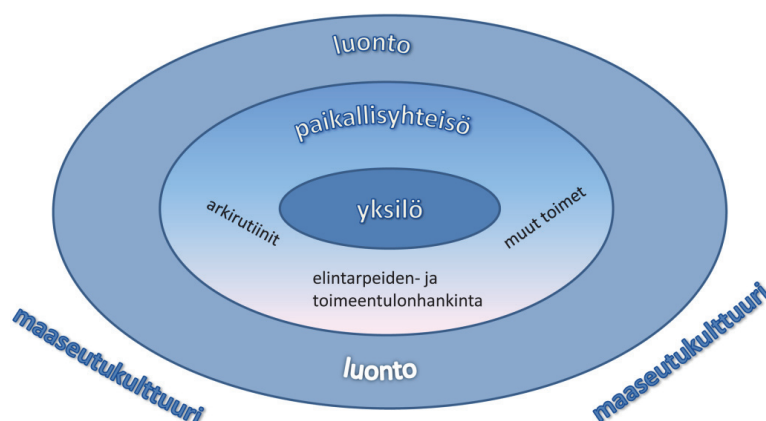 luonto
paikallisyhteisö
yksilö
arkirutiinit
muut toimet
elintarpeiden- ja
toimeentulonhankinta
luonto
maaseutukulttuuri
maaseutukulttuuri